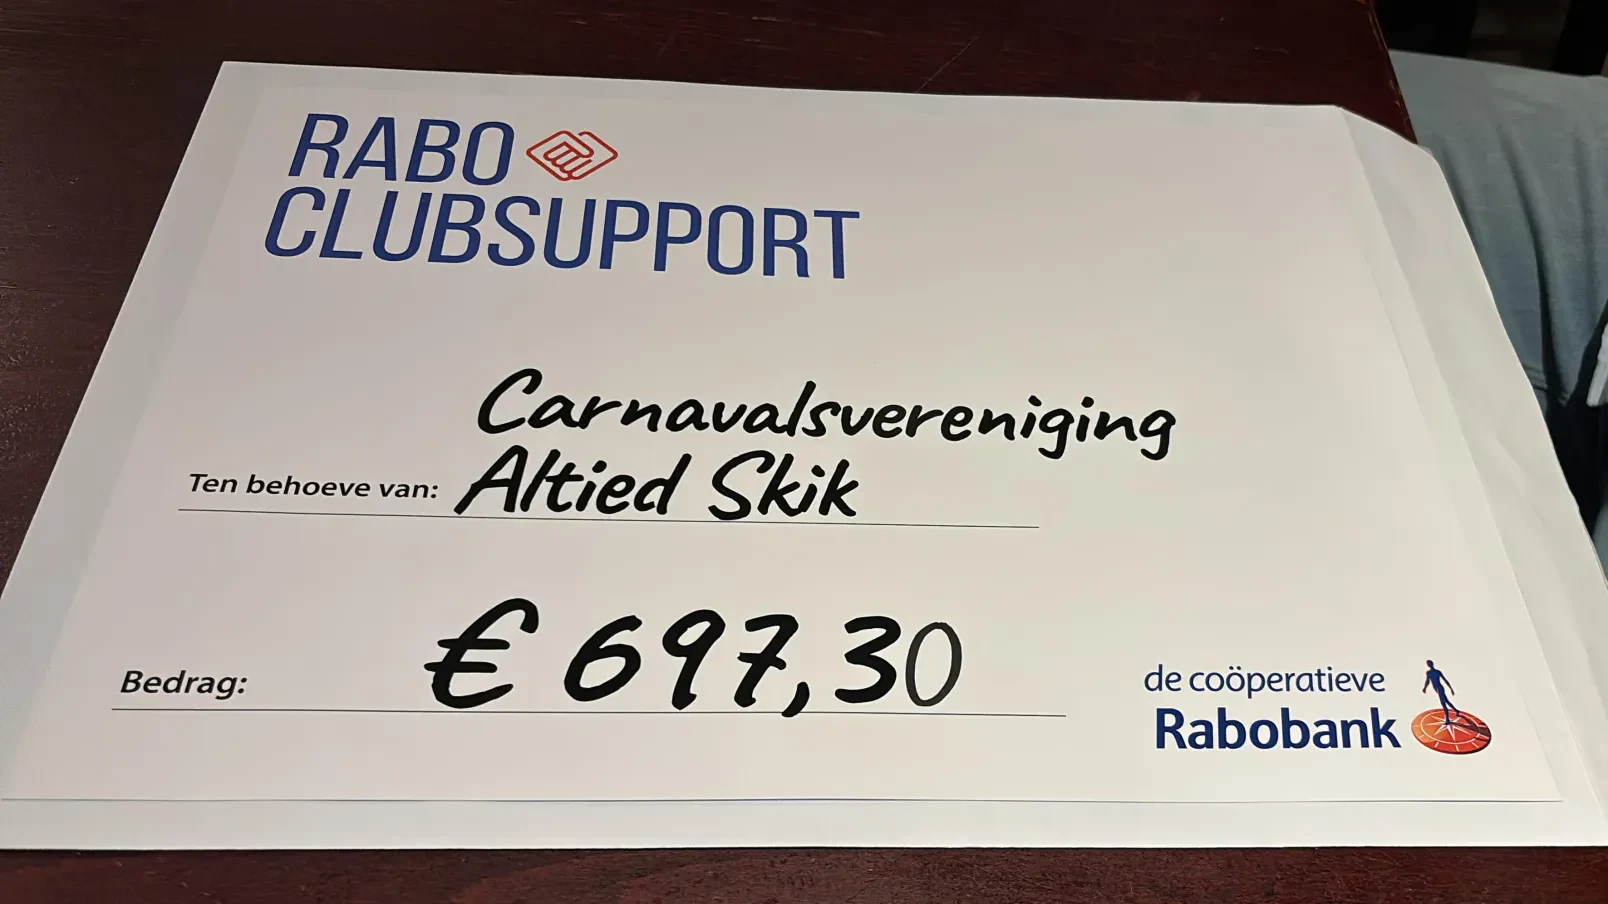 RABO
CLUBSUPPORT
Carnavalsvereniging
Ten behoeve van: Altied Skik
Bedrag: € 697,30
de coöperatieve
Rabobank